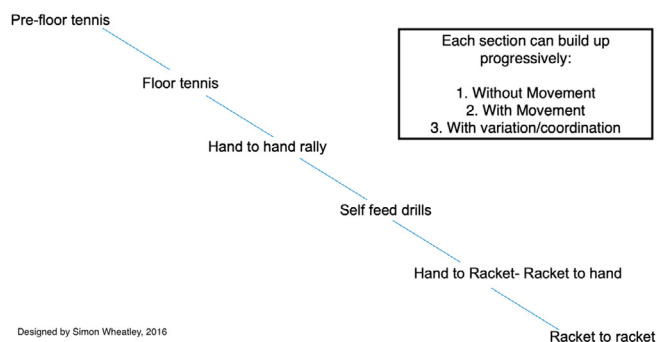 Pre-floor tennis
Each section can build up
progressively:
1. Without Movement
2. With Movement
3. With variation/coordination
Floor tennis
Hand to hand rally
Self feed drills
Hand to Racket- Racket to hand
Racket to racket
Designed by Simon Wheatley, 2016